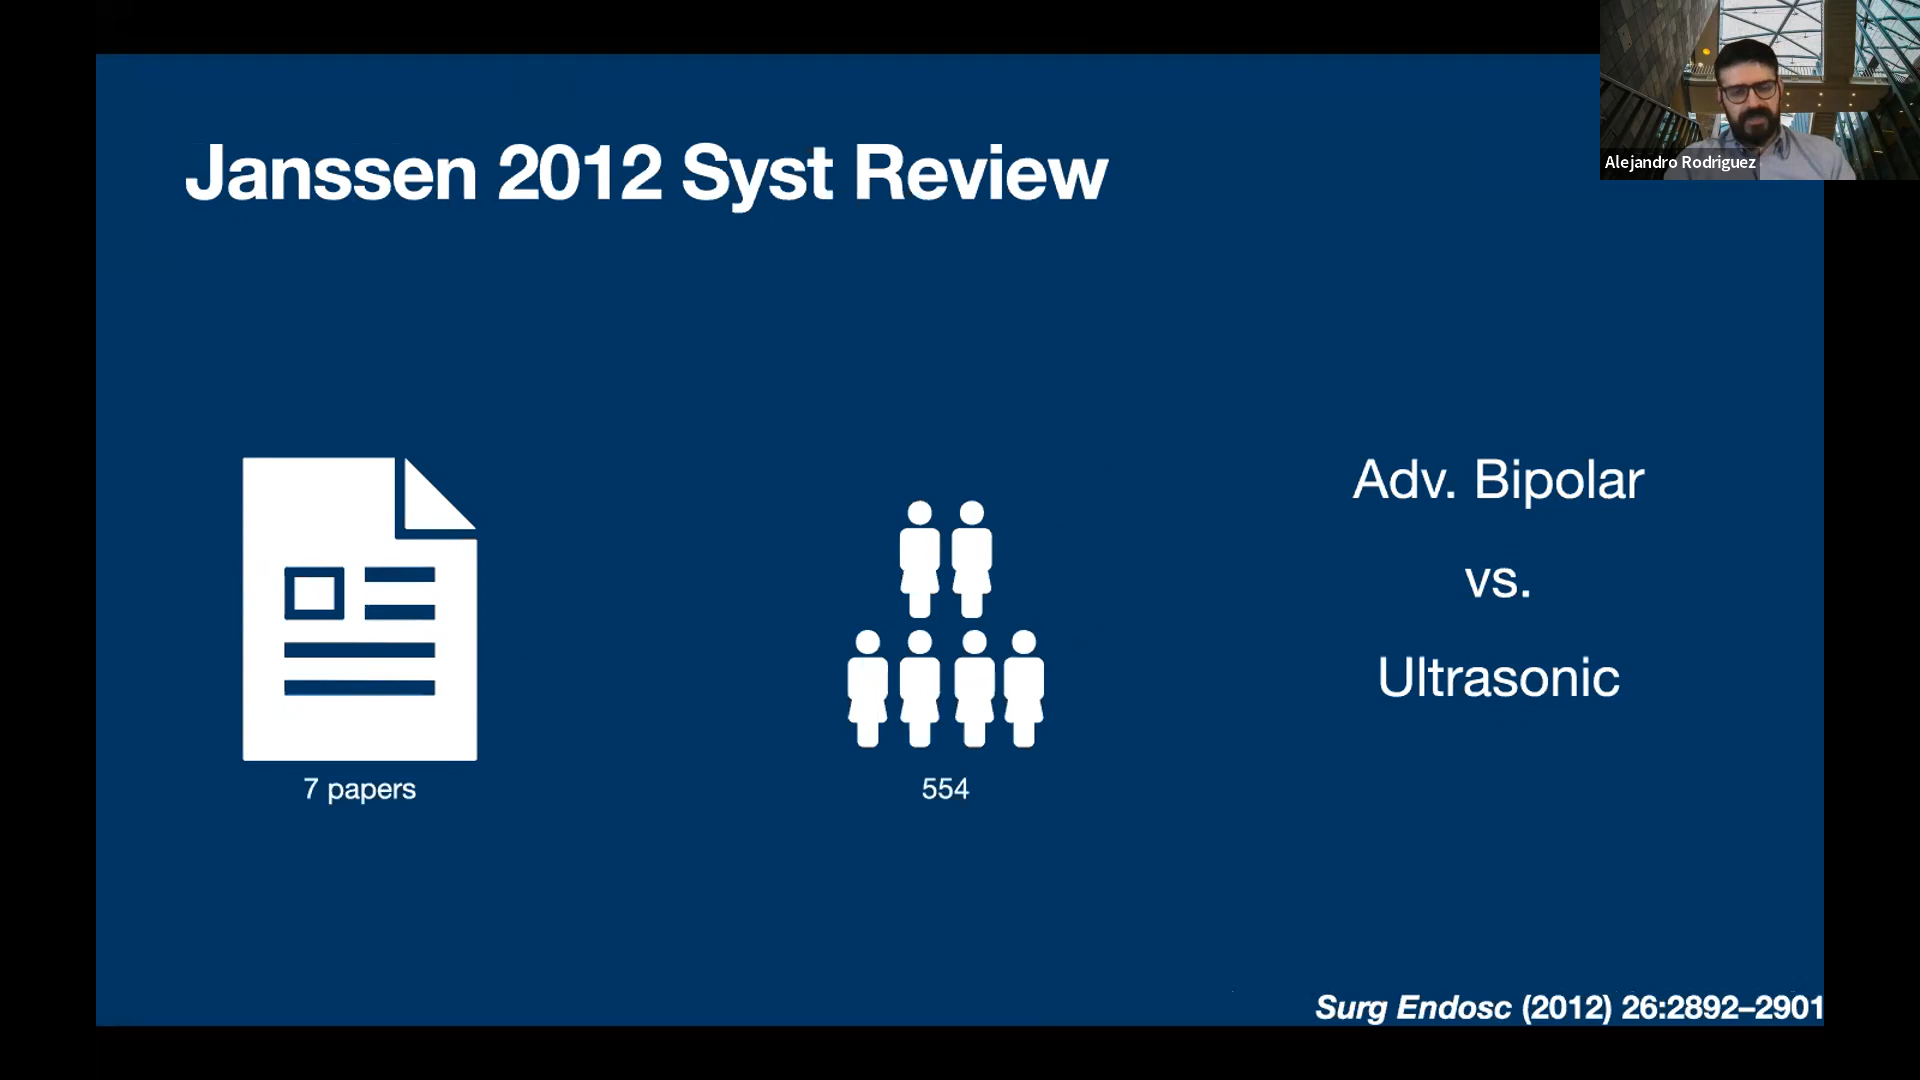 Janssen 2012 Syst Review
Alejandro Rodriguez
Adv. Bipolar
vs.
Ultrasonic
7 papers
554
Surg Endosc (2012) 26:2892–2901